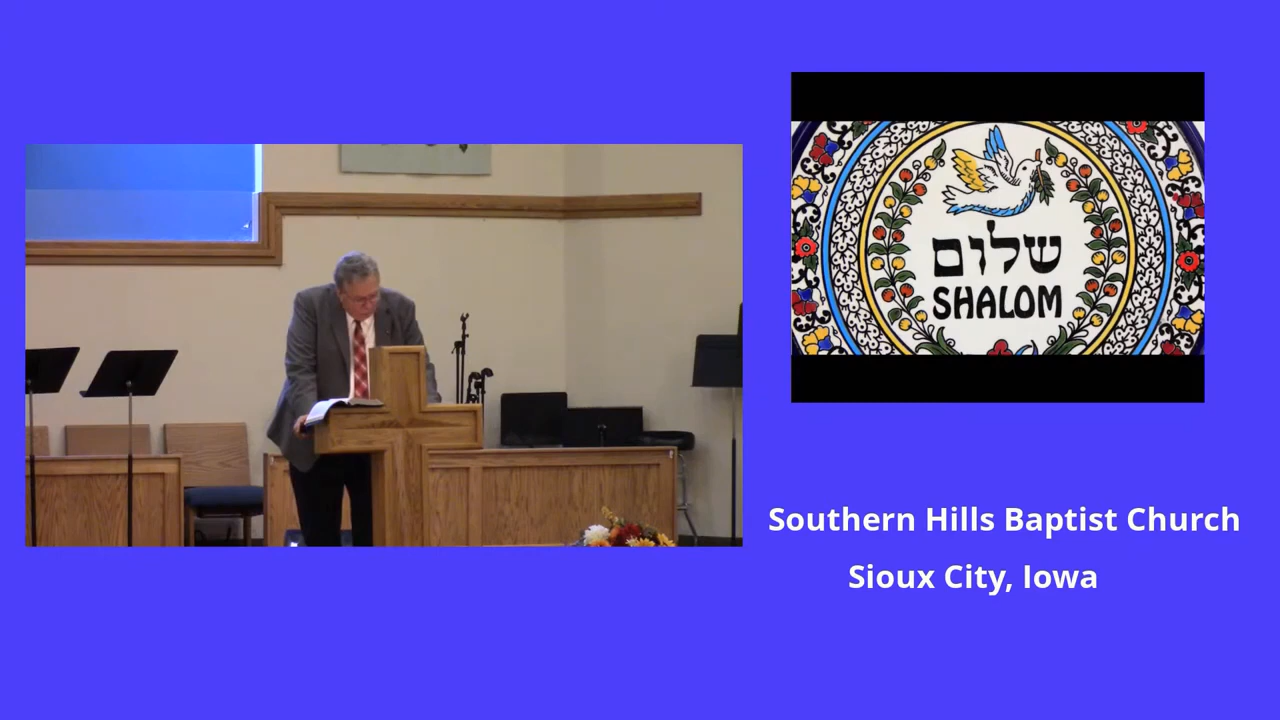 שלום
SHALOM
Southern Hills Baptist Church
Sioux City, Iowa